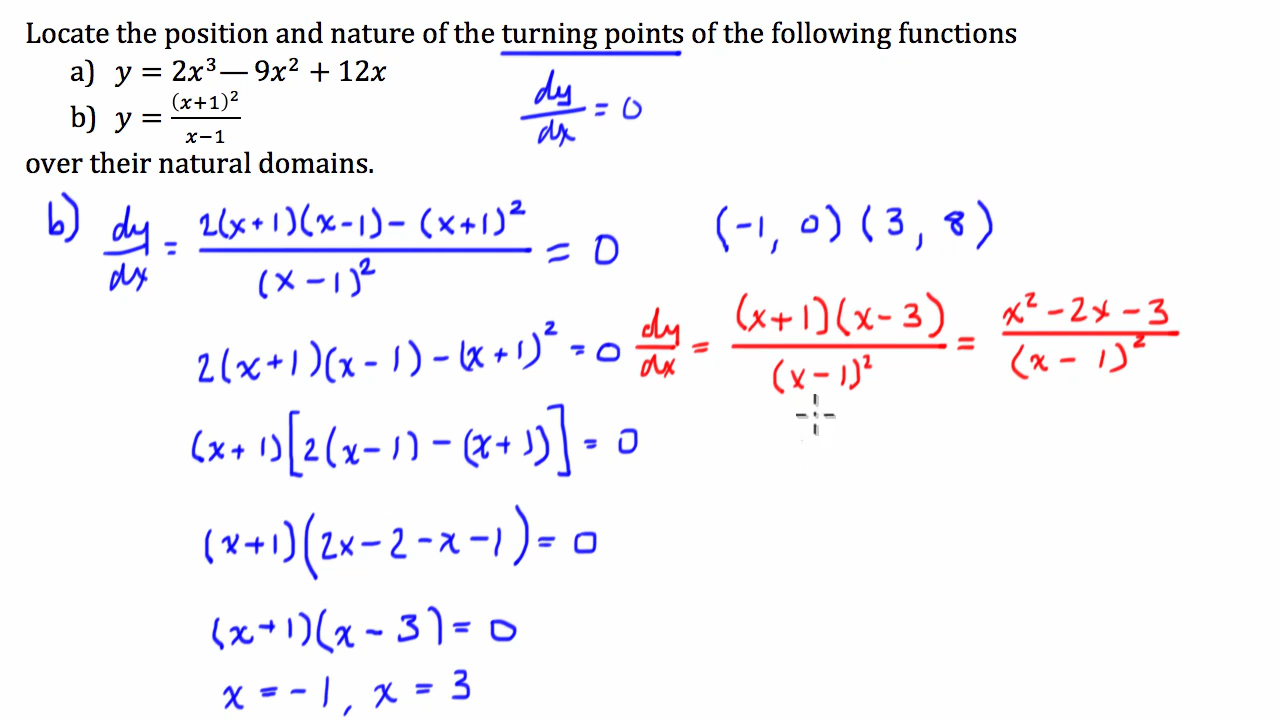 Locate the position and nature of the turning points of the following functions
a) y = 2x³— 9x² + 12x
b) y = (x+1)²/x−1
dy/dx = 0
over their natural domains.
b) dy/dx = 2(x+1)(x-1) - (x+1)²/(x-1)² = 0
(-1, 0) (3, 8)
2(x+1)(x-1) - (x+1)² = 0
dy/dx = (x+1)(x-3)/(x-1)² = x² - 2x - 3/(x-1)²
(x+1)[2(x-1) - (x+1)] = 0
(x+1)(2x-2-x-1) = 0
(x+1)(x-3) = 0
x = -1, x = 3